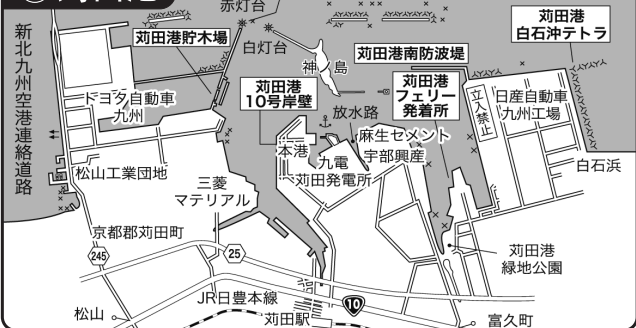 赤灯台
白灯台
苅田港
白石沖テトラ
苅田港貯木場
苅田港南防波堤
神ノ島
新北九州空港連絡道路
トヨタ自動車
九州
苅田港
10号岸壁
苅田港
フェリー
発着所
立入禁止
日産自動車
九州工場
放水路
麻生セメント
宇部興産
本港
九電
苅田発電所
白石浜
松山工業団地
三菱
マテリアル
京都郡苅田町
245
25
苅田港
緑地公園
JR日豊本線
10
松山
苅田駅
富久町